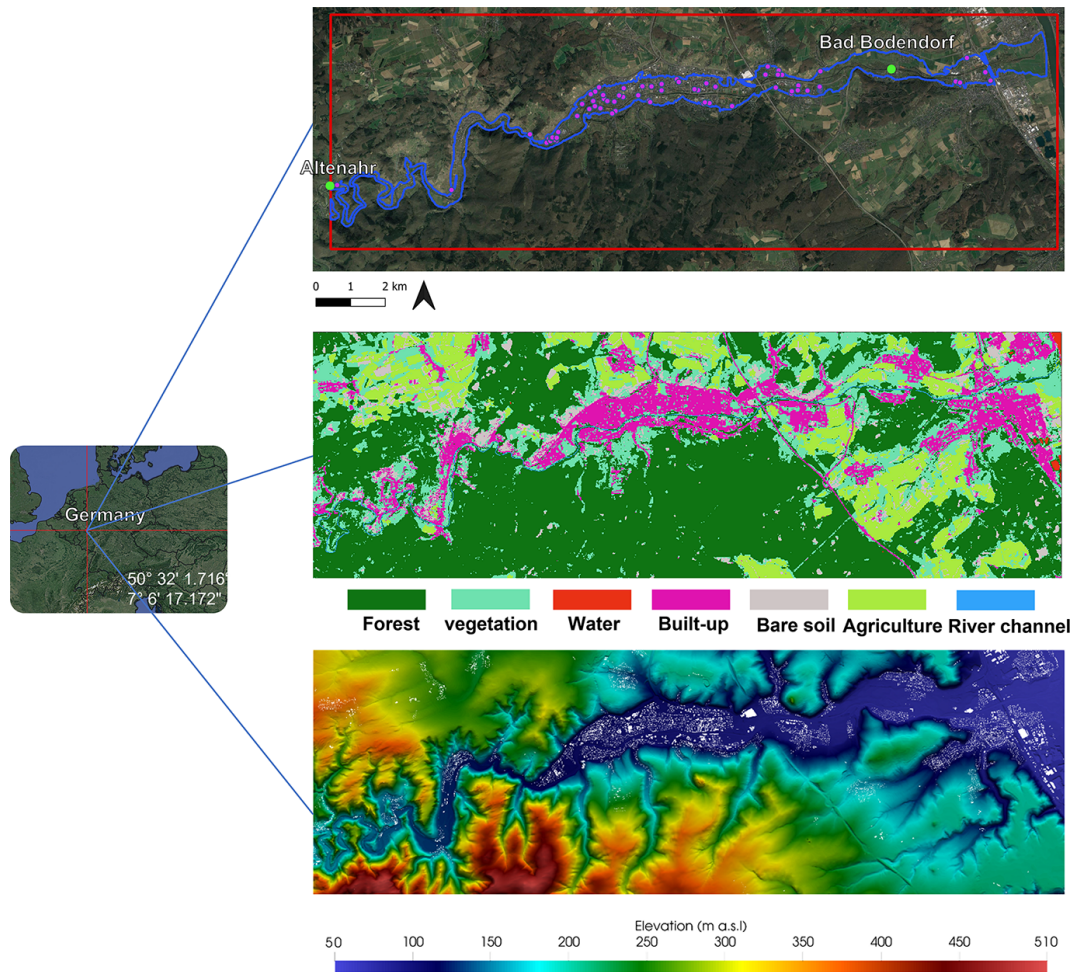 Bad Bodendorf
Altenahr
0 1 2 km
Germany
50° 32' 1.716"
7° 6' 17.172"
Forest vegetation Water Built-up Bare soil Agriculture River channel
Elevation (m a.s.l)
50 100 150 200 250 300 350 400 450 510